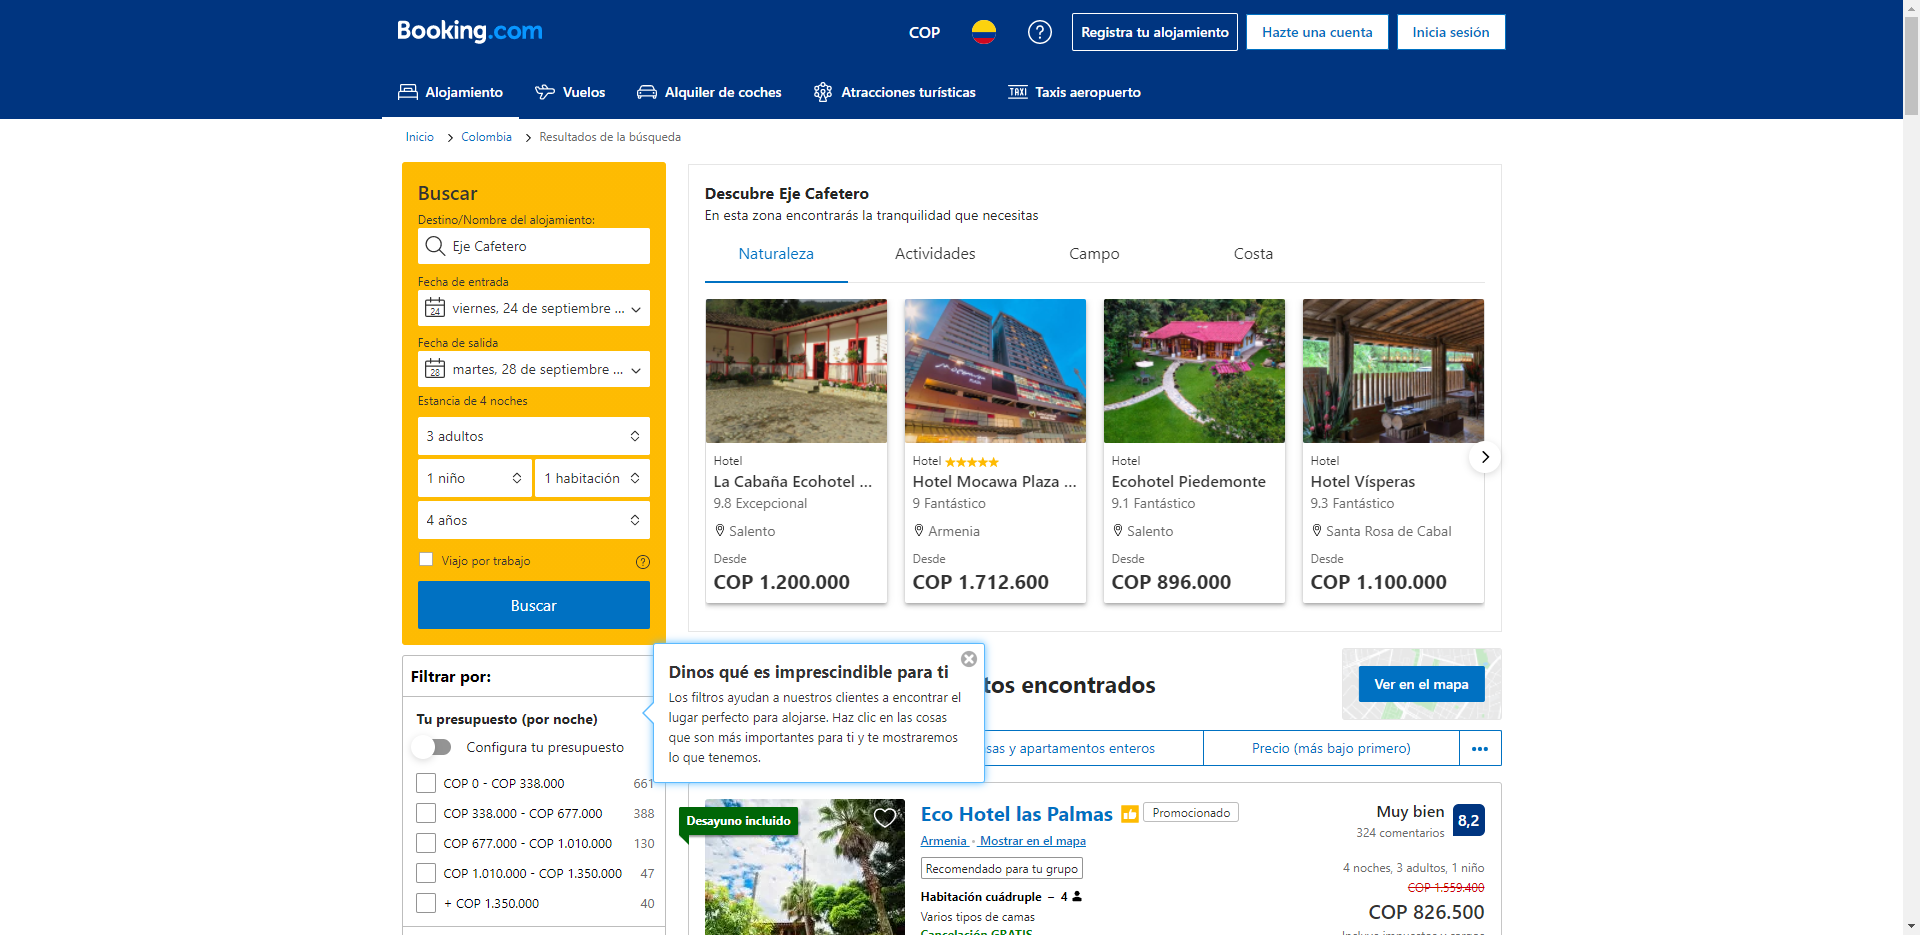 Booking.com
COP
Registra tu alojamiento
Hazte una cuenta
Inicia sesión
Alojamiento
Vuelos
Alquiler de coches
Atracciones turísticas
TAXI
Taxis aeropuerto
Inicio
Colombia
Resultados de la búsqueda
Buscar
Destino/Nombre del alojamiento:
Eje Cafetero
Fecha de entrada
24
viernes, 24 de septiembre ...
Fecha de salida
28
martes, 28 de septiembre ...
Estancia de 4 noches
3 adultos
1 niño
1 habitación
4 años
Viajo por trabajo
Buscar
Descubre Eje Cafetero
En esta zona encontrarás la tranquilidad que necesitas
Naturaleza
Actividades
Campo
Costa
Hotel
La Cabaña Ecohotel ...
9.8 Excepcional
Salento
Desde
COP 1.200.000
Hotel
Hotel Mocawa Plaza ...
9 Fantástico
Armenia
Desde
COP 1.712.600
Hotel
Ecohotel Piedemonte
9.1 Fantástico
Salento
Desde
COP 896.000
Hotel
Hotel Vísperas
9.3 Fantástico
Santa Rosa de Cabal
Desde
COP 1.100.000
Filtrar por:
Tu presupuesto (por noche)
Configura tu presupuesto
COP 0 - COP 338.000 661
COP 338.000 - COP 677.000 388
COP 677.000 - COP 1.010.000 130
COP 1.010.000 - COP 1.350.000 47
+ COP 1.350.000 40
Dinos qué es imprescindible para ti
Los filtros ayudan a nuestros clientes a encontrar el
lugar perfecto para alojarse. Haz clic en las cosas
que son más importantes para ti y te mostraremos
lo que tenemos.
tos encontrados
Ver en el mapa
sas y apartamentos enteros
Precio (más bajo primero)
Desayuno incluido
Eco Hotel las Palmas
Promocionado
Armenia - Mostrar en el mapa
Recomendado para tu grupo
Habitación cuádruple – 4
Varios tipos de camas
Cancelación GRATIS
Muy bien
324 comentarios
8,2
4 noches, 3 adultos, 1 niño
COP 1.559.400
COP 826.500
Incluye impuestos y cargos